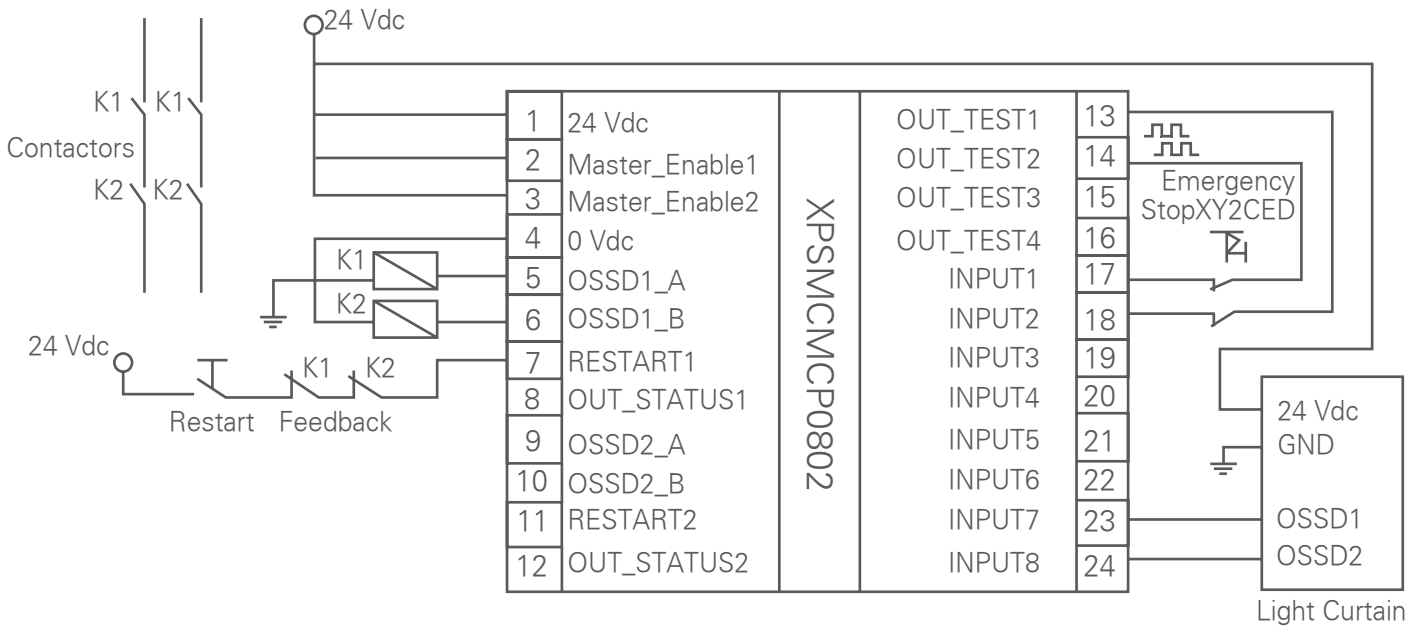 24 Vdc
K1
K1
Contactors
K2
K2
1
24 Vdc
2
Master_Enable1
3
Master_Enable2
4
0 Vdc
K1
5
OSSD1_A
K2
6
OSSD1_B
24 Vdc
7
RESTART1
K1
K2
8
OUT_STATUS1
Restart
Feedback
9
OSSD2_A
10
OSSD2_B
11
RESTART2
12
OUT_STATUS2
XPSMCMCP0802
OUT_TEST1
13
OUT_TEST2
14
OUT_TEST3
15
OUT_TEST4
16
INPUT1
17
INPUT2
18
INPUT3
19
INPUT4
20
INPUT5
21
INPUT6
22
INPUT7
23
INPUT8
24
Emergency
StopXY2CED
24 Vdc
GND
OSSD1
OSSD2
Light Curtain